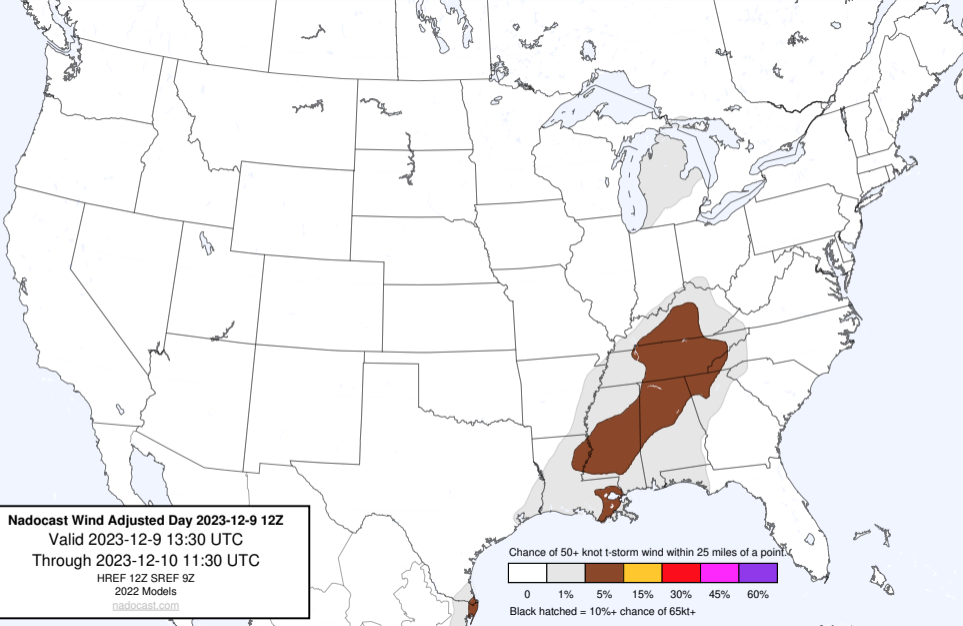 Nadocast Wind Adjusted Day 2023-12-9 12Z
Valid 2023-12-9 13:30 UTC
Through 2023-12-10 11:30 UTC
HREF 12Z SREF 9Z
2022 Models
nadocast.com
Chance of 50+ knot t-storm wind within 25 miles of a point.
0 1% 5% 15% 30% 45% 60%
Black hatched = 10%+ chance of 65kt+